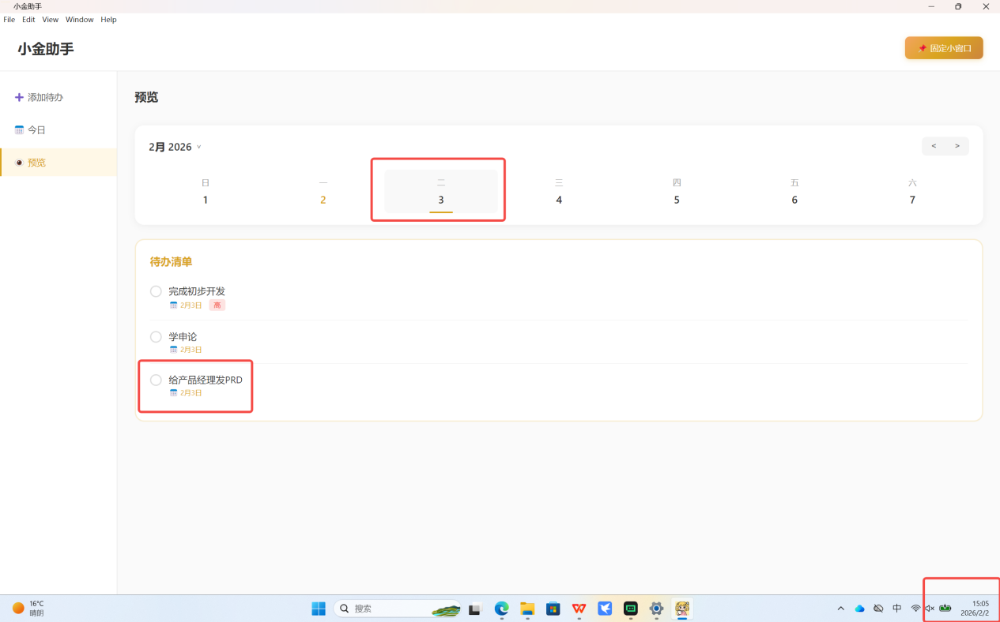 小金助手
File Edit View Window Help
小金助手
固定小窗口
添加待办
今日
预览
预览
2月 2026
< >
日 一 二 三 四 五 六
1 2 3 4 5 6 7
待办清单
完成初步开发
2月3日 高
学申论
2月3日
给产品经理发PRD
2月3日
16°C
晴朗
搜索
中
15:05
2026/2/2